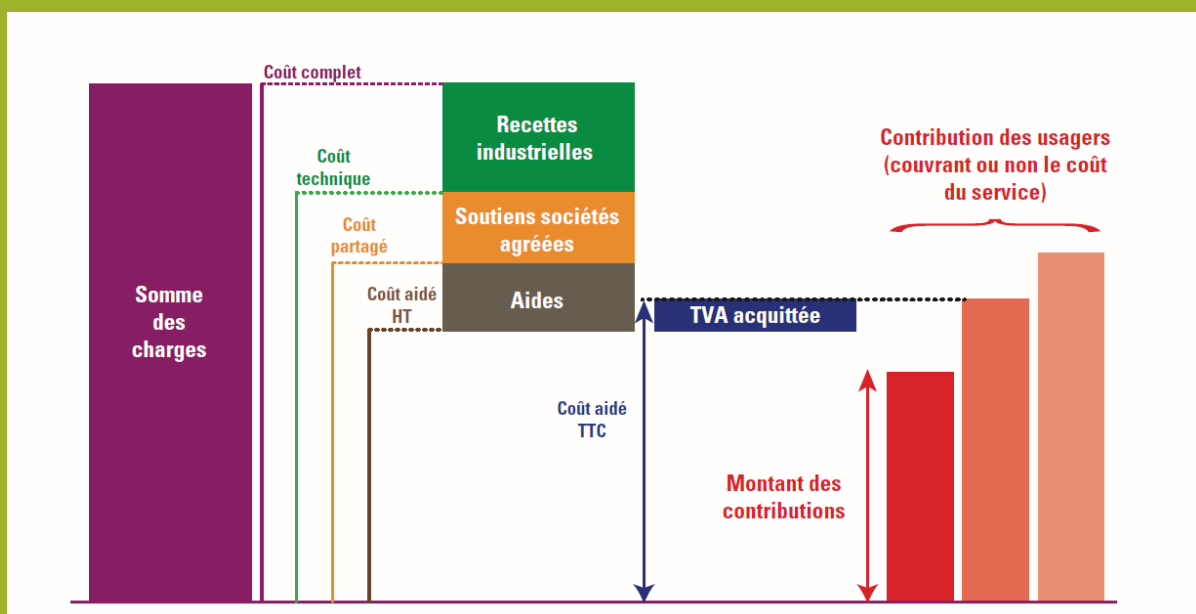 Coût complet
Recettes
industrielles
Coût
technique
Contribution des usagers
(couvrant ou non le coût
du service)
Soutiens sociétés
agréées
Coût
partagé
Somme
des
charges
Coût aidé
HT
Aides
TVA acquittée
Coût aidé
TTC
Montant des
contributions